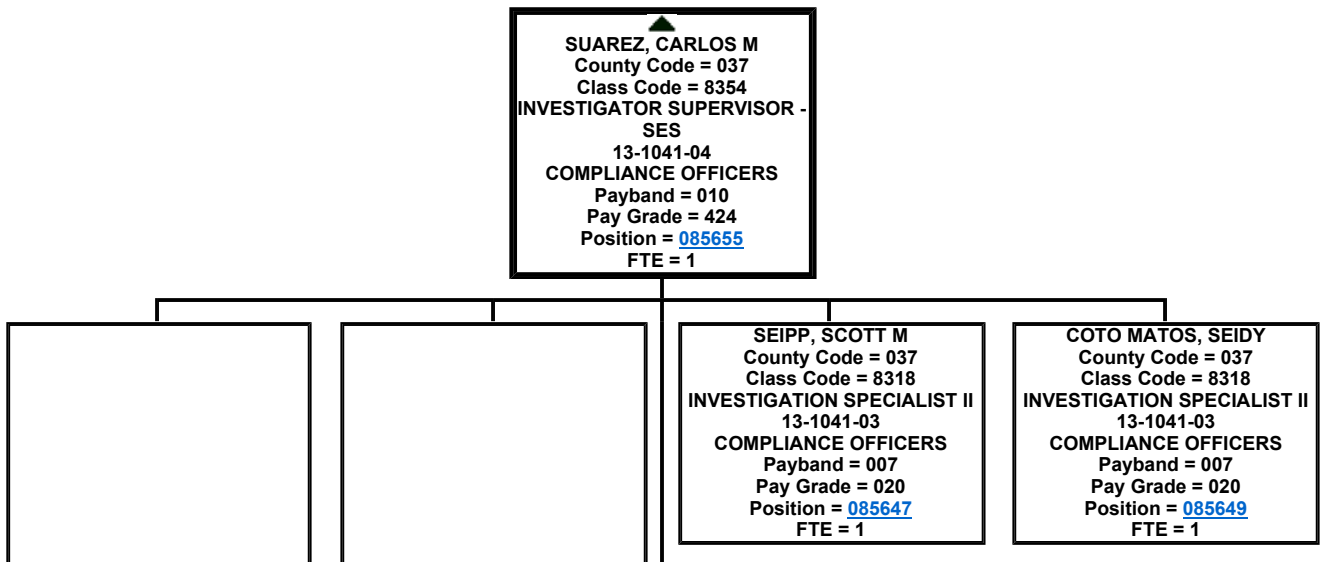 SUAREZ, CARLOS M
County Code = 037
Class Code = 8354
INVESTIGATOR SUPERVISOR -
SES
13-1041-04
COMPLIANCE OFFICERS
Payband = 010
Pay Grade = 424
Position = 085655
FTE = 1
SEIPP, SCOTT M
County Code = 037
Class Code = 8318
INVESTIGATION SPECIALIST II
13-1041-03
COMPLIANCE OFFICERS
Payband = 007
Pay Grade = 020
Position = 085647
FTE = 1
COTO MATOS, SEIDY
County Code = 037
Class Code = 8318
INVESTIGATION SPECIALIST II
13-1041-03
COMPLIANCE OFFICERS
Payband = 007
Pay Grade = 020
Position = 085649
FTE = 1